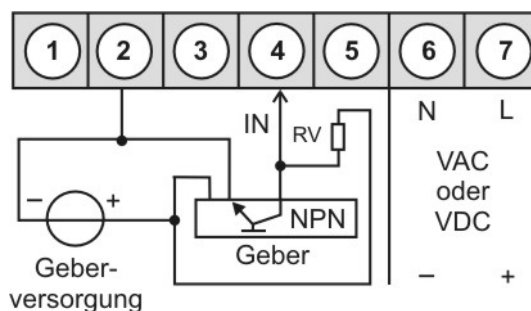 1 2 3 4 5 6 7
IN
RV
N L
VAC
oder
VDC
− +
NPN
Geber
− +
Geber-
versorgung